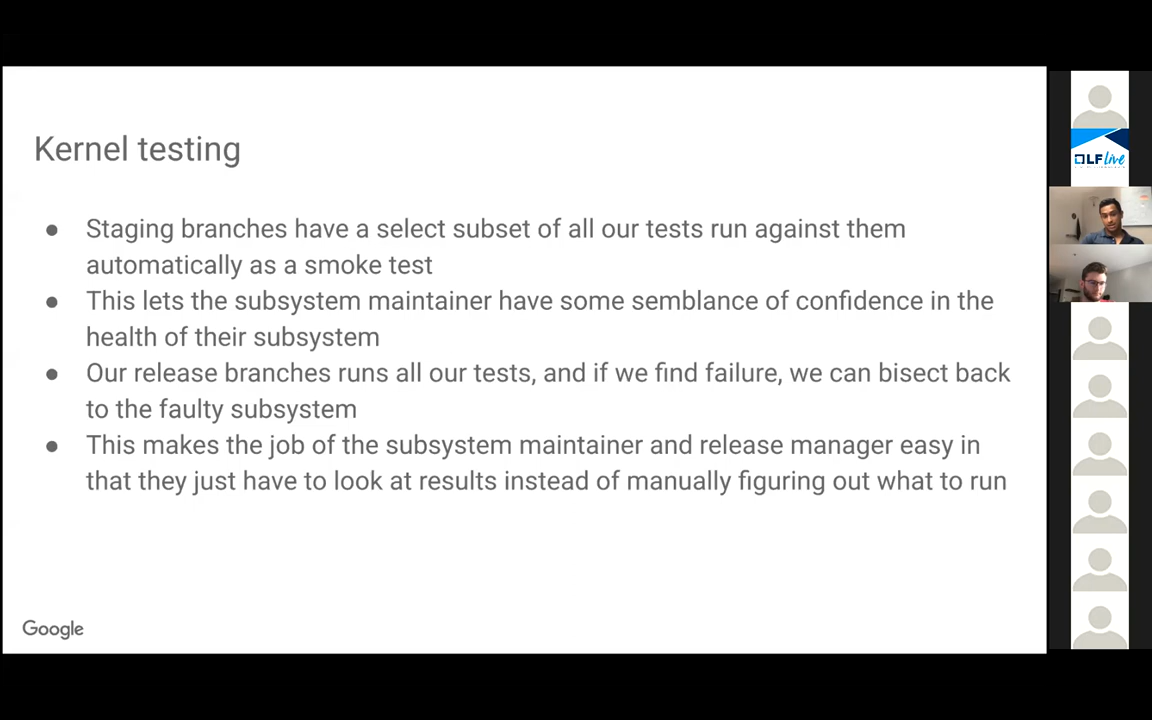 Kernel testing
● Staging branches have a select subset of all our tests run against them
automatically as a smoke test
● This lets the subsystem maintainer have some semblance of confidence in the
health of their subsystem
● Our release branches runs all our tests, and if we find failure, we can bisect back
to the faulty subsystem
● This makes the job of the subsystem maintainer and release manager easy in
that they just have to look at results instead of manually figuring out what to run
Google
LF Live